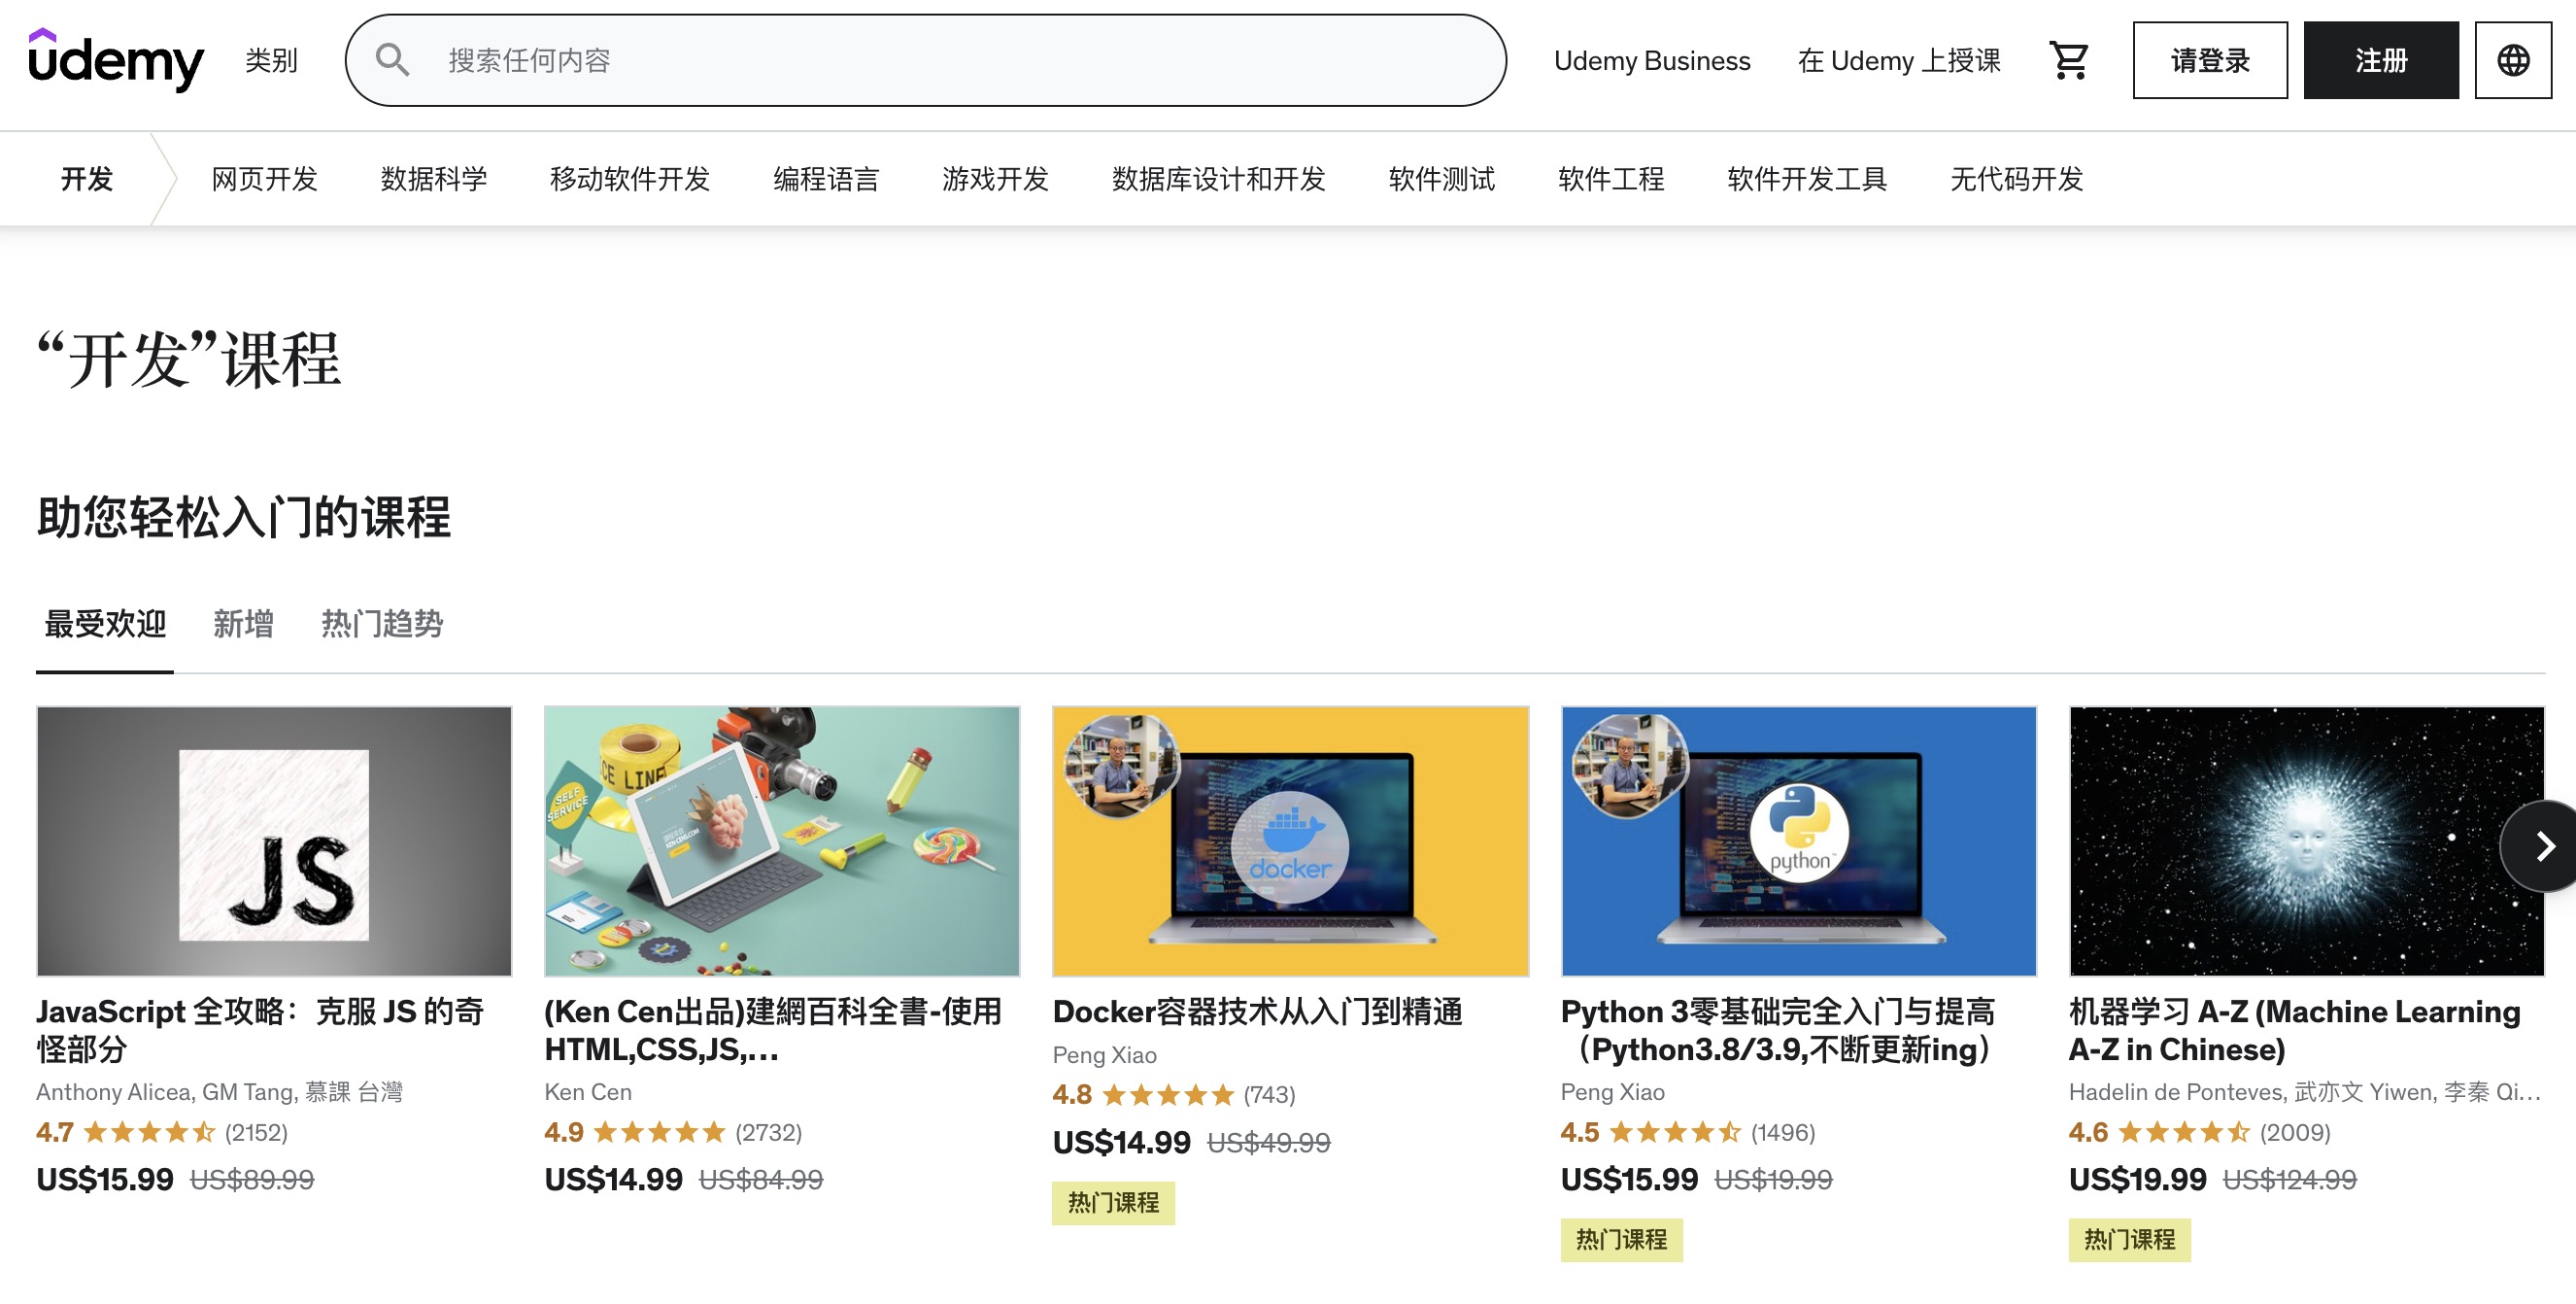 udemy
类别
搜索任何内容
Udemy Business
在 Udemy 上授课
请登录
注册
开发
网页开发
数据科学
移动软件开发
编程语言
游戏开发
数据库设计和开发
软件测试
软件工程
软件开发工具
无代码开发
“开发”课程
助您轻松入门的课程
最受欢迎
新增
热门趋势
JS
JavaScript 全攻略：克服 JS 的奇
怪部分
Anthony Alicea, GM Tang, 慕課 台灣
4.7 (2152)
US$15.99 US$89.99
CE LINE
SELF
SERVICE
(Ken Cen出品)建網百科全書-使用
HTML,CSS,JS,...
Ken Cen
4.9 (2732)
US$14.99 US$84.99
docker
Docker容器技术从入门到精通
Peng Xiao
4.8 (743)
US$14.99 US$49.99
热门课程
python
Python 3零基础完全入门与提高
（Python3.8/3.9,不断更新ing）
Peng Xiao
4.5 (1496)
US$15.99 US$19.99
热门课程
机器学习 A-Z (Machine Learning
A-Z in Chinese)
Hadelin de Ponteves, 武亦文 Yiwen, 李秦 Qi...
4.6 (2009)
US$19.99 US$124.99
热门课程